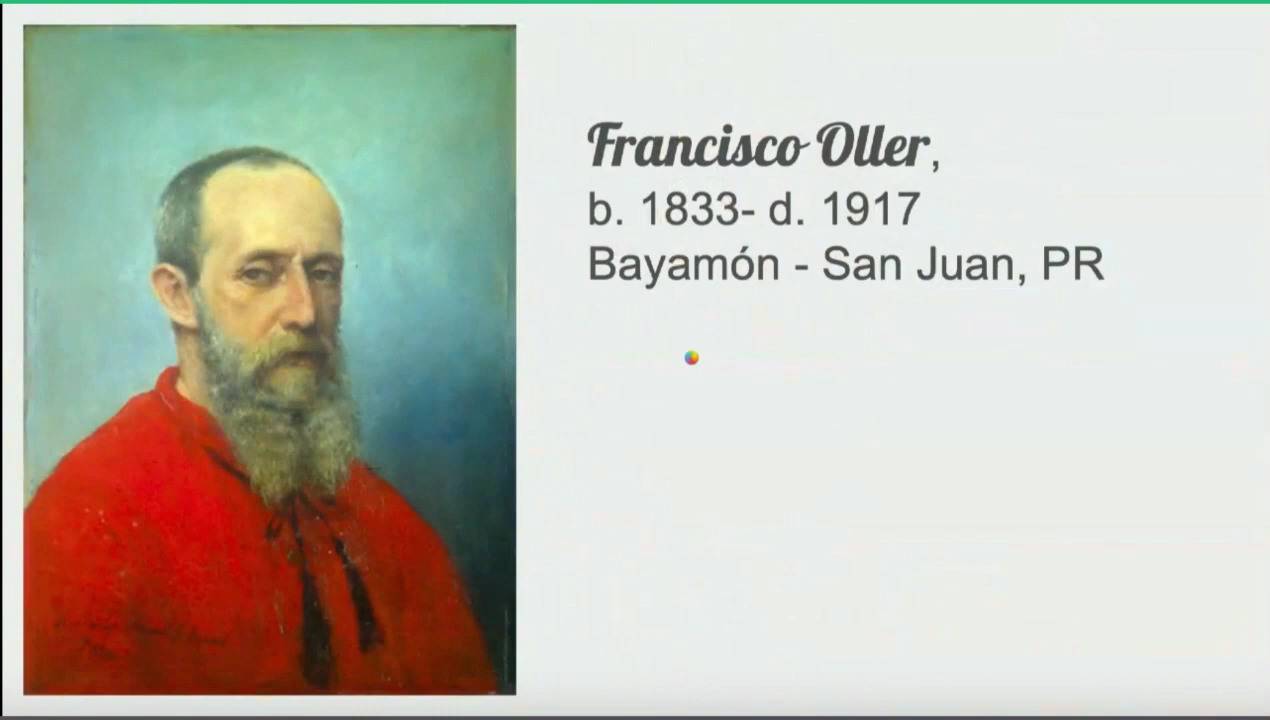 Francisco Oller,
b. 1833- d. 1917
Bayamón - San Juan, PR